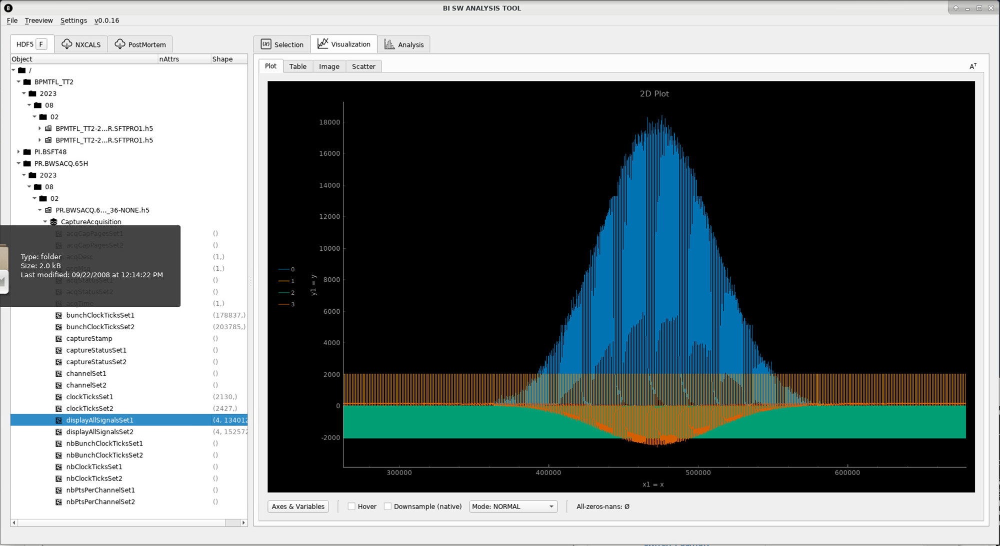 BI SW ANALYSIS TOOL
File Treeview Settings v0.0.16
HDF5 F NXCALS PostMortem
Object nAttrs Shape
/
BPMTFL_TT2
2023
08
02
BPMTFL_TT2-2...R.SFTPRO1.h5
BPMTFL_TT2-2...R.SFTPRO1.h5
PI.BSFT48
PR.BWSACQ.65H
2023
08
02
PR.BWSACQ.6..._36-NONE.h5
CaptureAcquisition
acqCapPagesSet1 ()
acqCapPagesSet2 ()
acqDesc (1,)
acqMsg (1,)
acqStatusSet1 ()
acqStatusSet2 ()
acqTime (1,)
Type: folder
Size: 2.0 kB
Last modified: 09/22/2008 at 12:14:22 PM
bunchClockTicksSet1 (178837,)
bunchClockTicksSet2 (203785,)
captureStamp ()
captureStatusSet1 ()
captureStatusSet2 ()
channelSet1 ()
channelSet2 ()
clockTicksSet1 (2130,)
clockTicksSet2 (2427,)
displayAllSignalsSet1 (4, 134012
displayAllSignalsSet2 (4, 152572
nbBunchClockTicksSet1 ()
nbBunchClockTicksSet2 ()
nbClockTicksSet1 ()
nbClockTicksSet2 ()
nbPtsPerChannelSet1 ()
nbPtsPerChannelSet2 ()
(x) Selection Visualization Analysis
Plot Table Image Scatter
AT
2D Plot
18000
16000
14000
12000
10000
8000
6000
4000
2000
0
-2000
0
1
2
3
y1 = y
300000 400000 500000 600000
x1 = x
Axes & Variables Hover Downsample (native) Mode: NORMAL All-zeros-nans: Ø